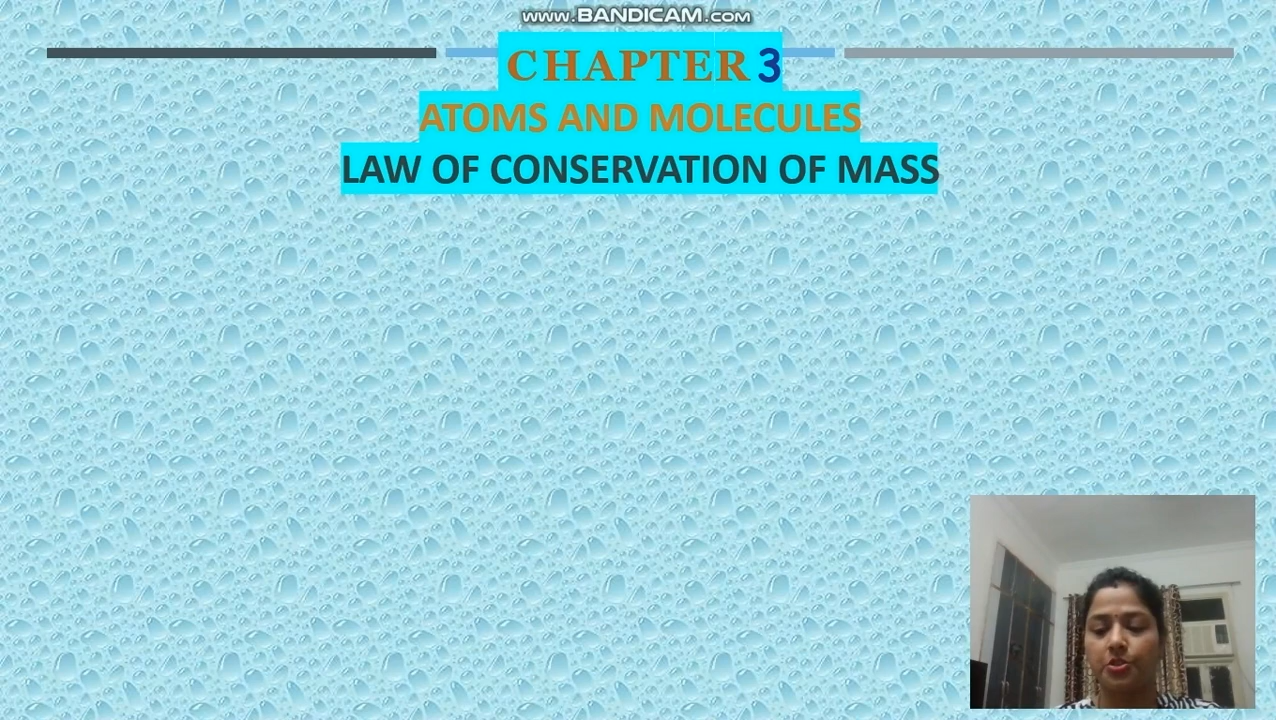 www.BANDICAM.com
CHAPTER 3
ATOMS AND MOLECULES
LAW OF CONSERVATION OF MASS